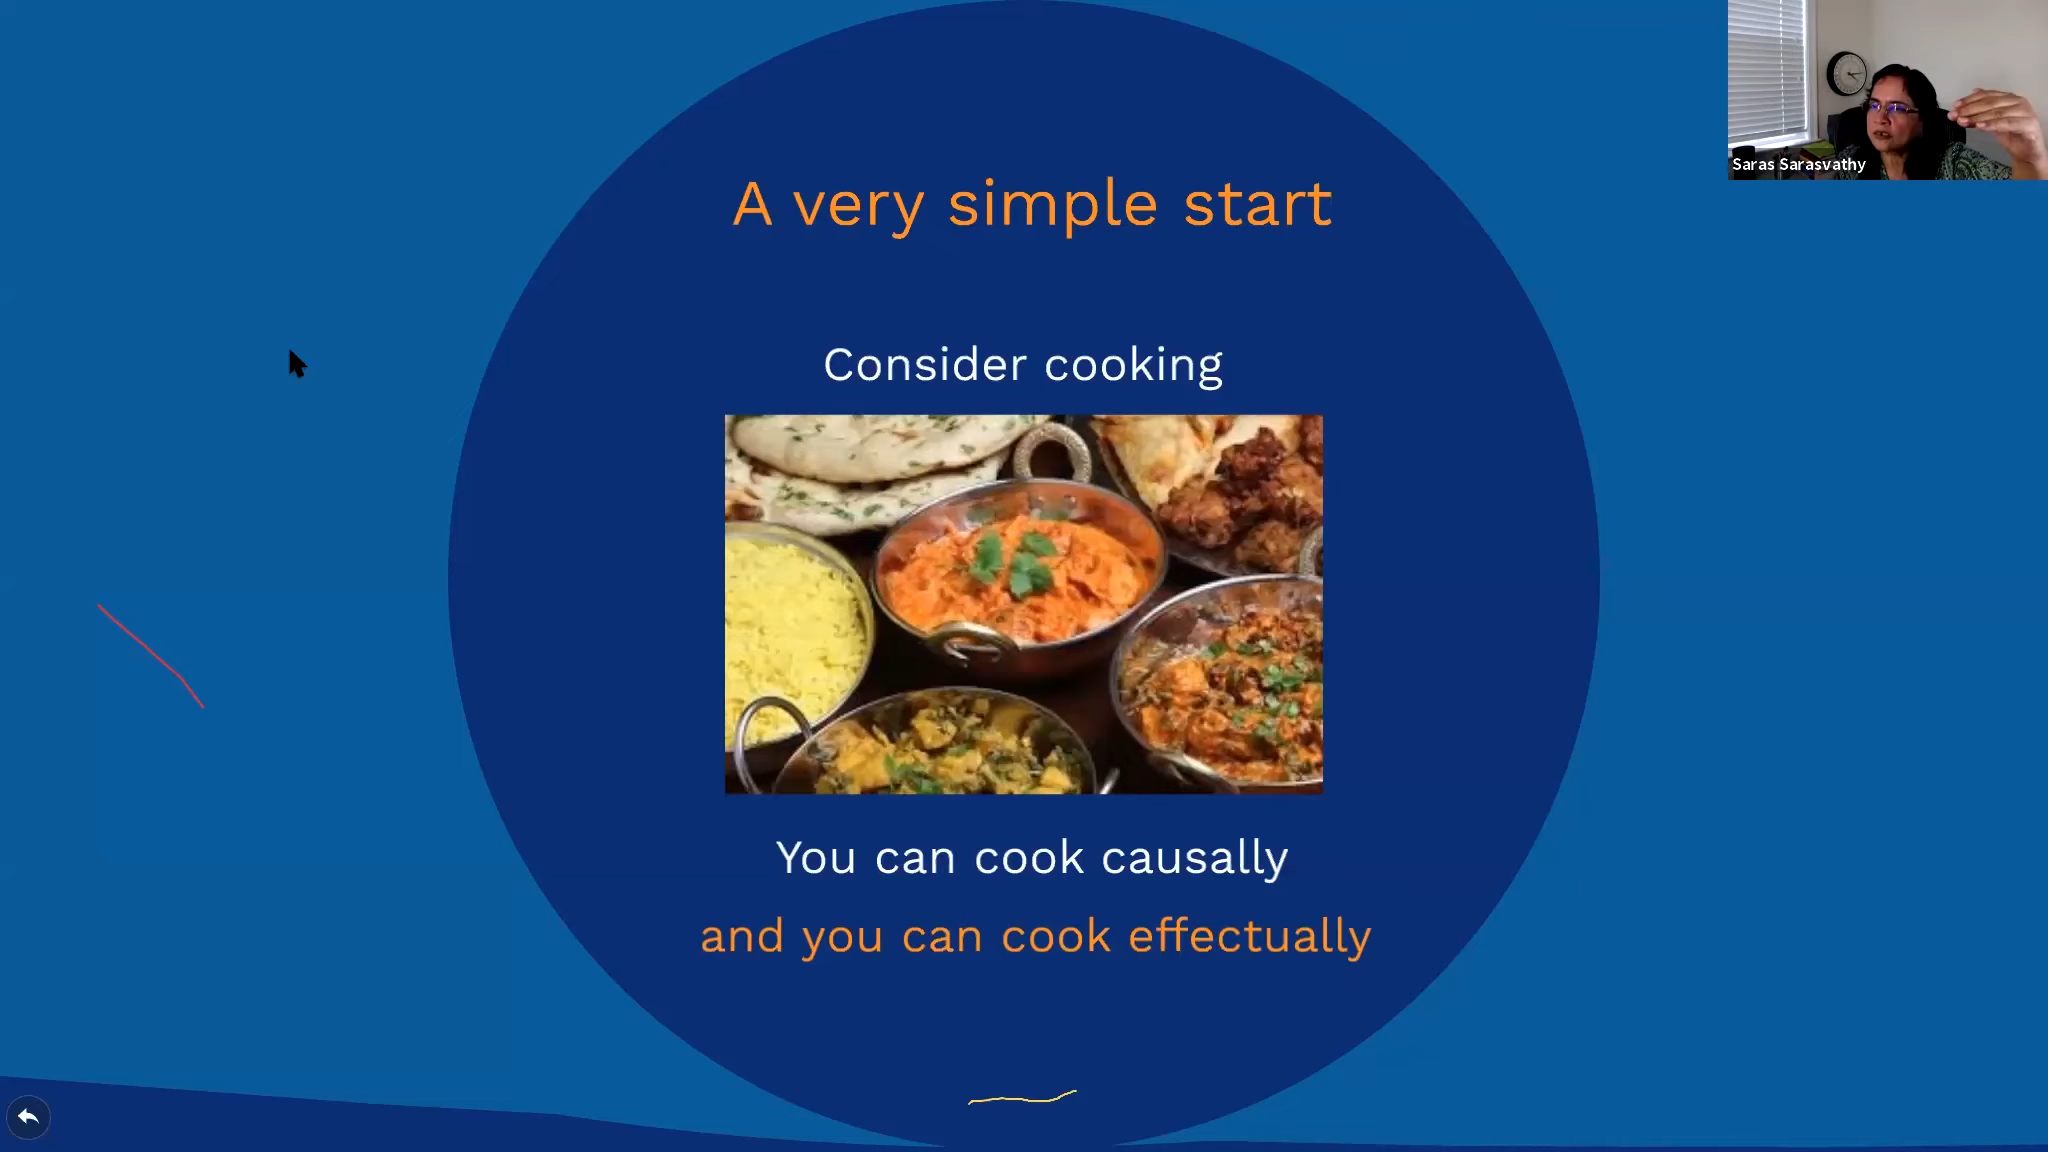 A very simple start
Saras Sarasvathy
Consider cooking
You can cook causally
and you can cook effectually